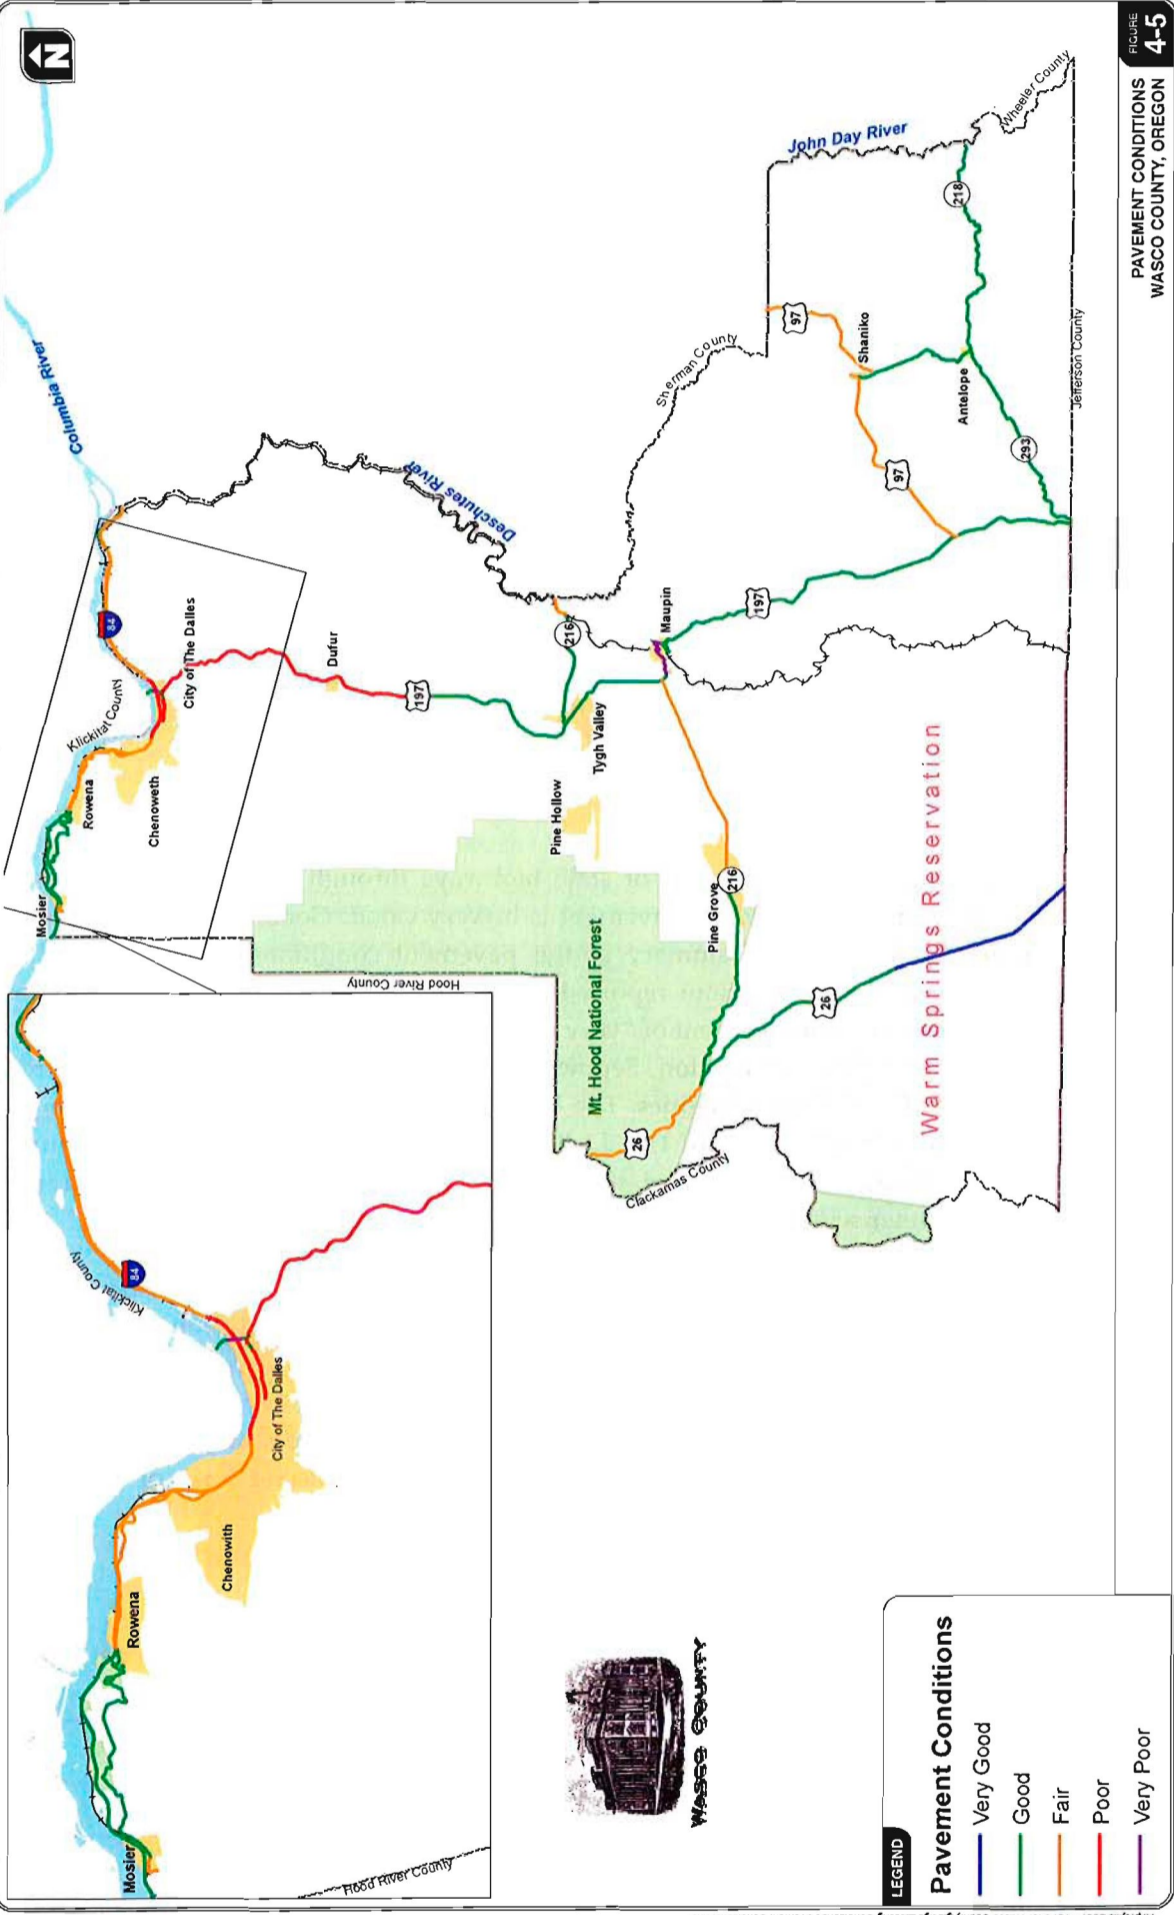 N
FIGURE
4-5
PAVEMENT CONDITIONS
WASCO COUNTY, OREGON
Columbia River
Klickitat County
84
City of The Dalles
Mosier
Rowena
Chenoweth
Dufur
197
Deschutes River
Sherman County
John Day River
Wheeler County
216
Tygh Valley
Pine Hollow
Maupin
197
97
Shaniko
97
218
Antelope
293
Jefferson County
Hood River County
Mt. Hood National Forest
Pine Grove
216
26
26
Clackamas County
Warm Springs Reservation
Klickitat County
84
City of The Dalles
Chenowith
Rowena
Mosier
Hood River County
WASCO COUNTY
LEGEND
Pavement Conditions
Very Good
Good
Fair
Poor
Very Poor